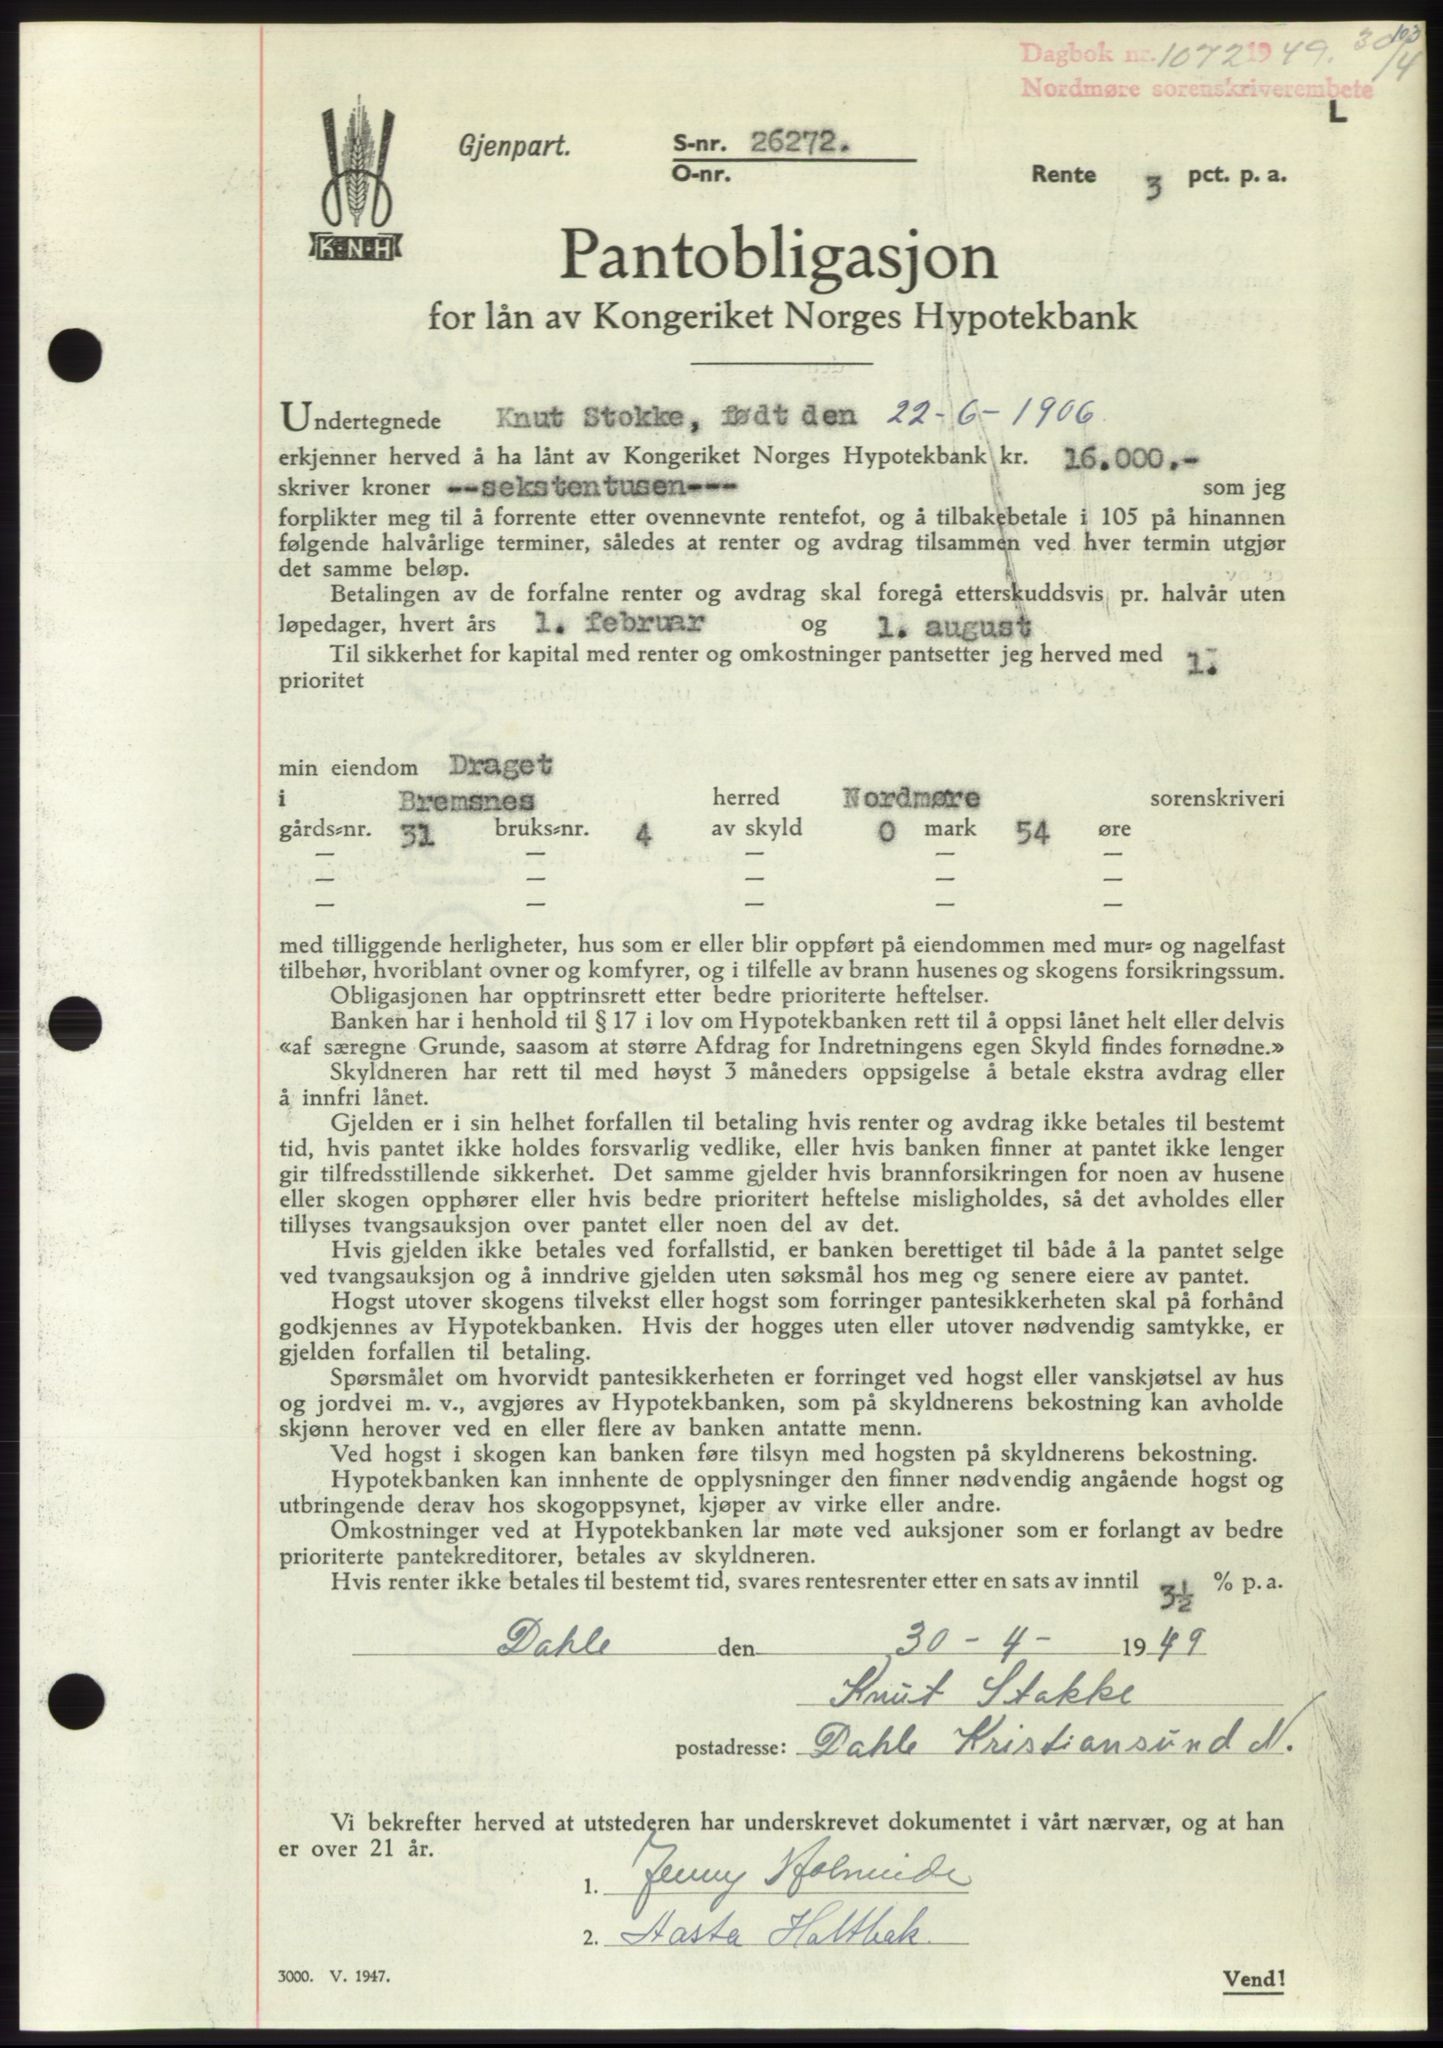 103
Dagbok nr. 1072 1949. 30/4
Nordmøre sorenskriverembete
L
Gjenpart. S-nr. 26272.
O-nr. Rente 3 pct. p. a.
K·N·H
Pantobligasjon
for lån av Kongeriket Norges Hypotekbank
Undertegnede Knut Stokke, født den 22-6-1906
erkjenner herved å ha lånt av Kongeriket Norges Hypotekbank kr. 16.000.-
skriver kroner --sekstentusen--- som jeg
forplikter meg til å forrente etter ovennevnte rentefot, og å tilbakebetale i 105 på hinannen
følgende halvårlige terminer, således at renter og avdrag tilsammen ved hver termin utgjør
det samme beløp.
Betalingen av de forfalne renter og avdrag skal foregå etterskuddsvis pr. halvår uten
løpedager, hvert års 1. februar og 1. august
Til sikkerhet for kapital med renter og omkostninger pantsetter jeg herved med 1.
prioritet
min eiendom Draget
i Bremsnes herred Nordmøre sorenskriveri
gårds-nr. 31 bruks-nr. 4 av skyld 0 mark 54 øre
— — — — —
— — — — —
— — — — —
med tilliggende herligheter, hus som er eller blir oppført på eiendommen med mur- og nagelfast
tilbehør, hvoriblant ovner og komfyrer, og i tilfelle av brann husenes og skogens forsikringssum.
Obligasjonen har opptrinsrett etter bedre prioriterte heftelser.
Banken har i henhold til § 17 i lov om Hypotekbanken rett til å oppsi lånet helt eller delvis
«af særegne Grunde, saasom at større Afdrag for Indretningens egen Skyld findes fornødne.»
Skyldneren har rett til med høyst 3 måneders oppsigelse å betale ekstra avdrag eller
å innfri lånet.
Gjelden er i sin helhet forfallen til betaling hvis renter og avdrag ikke betales til bestemt
tid, hvis pantet ikke holdes forsvarlig vedlike, eller hvis banken finner at pantet ikke lenger
gir tilfredsstillende sikkerhet. Det samme gjelder hvis brannforsikringen for noen av husene
eller skogen opphører eller hvis bedre prioritert heftelse misligholdes, så det avholdes eller
tillyses tvangsauksjon over pantet eller noen del av det.
Hvis gjelden ikke betales ved forfallstid, er banken berettiget til både å la pantet selge
ved tvangsauksjon og å inndrive gjelden uten søksmål hos meg og senere eiere av pantet.
Hogst utover skogens tilvekst eller hogst som forringer pantesikkerheten skal på forhånd
godkjennes av Hypotekbanken. Hvis der hogges uten eller utover nødvendig samtykke, er
gjelden forfallen til betaling.
Spørsmålet om hvorvidt pantesikkerheten er forringet ved hogst eller vanskjøtsel av hus
og jordvei m. v., avgjøres av Hypotekbanken, som på skyldnerens bekostning kan avholde
skjønn herover ved en eller flere av banken antatte menn.
Ved hogst i skogen kan banken føre tilsyn med hogsten på skyldnerens bekostning.
Hypotekbanken kan innhente de opplysninger den finner nødvendig angående hogst og
utbringende derav hos skogoppsynet, kjøper av virke eller andre.
Omkostninger ved at Hypotekbanken lar møte ved auksjoner som er forlangt av bedre
prioriterte pantekreditorer, betales av skyldneren.
Hvis renter ikke betales til bestemt tid, svares rentesrenter etter en sats av inntil 3½ % p. a.
Dahle den 30-4- 1949
Knut Stokke
postadresse: Dahle Kristiansund N.
Vi bekrefter herved at utstederen har underskrevet dokumentet i vårt nærvær, og at han
er over 21 år.
1. Jenny
2. Aasta Holtbak
3000. V. 1947. Vend!